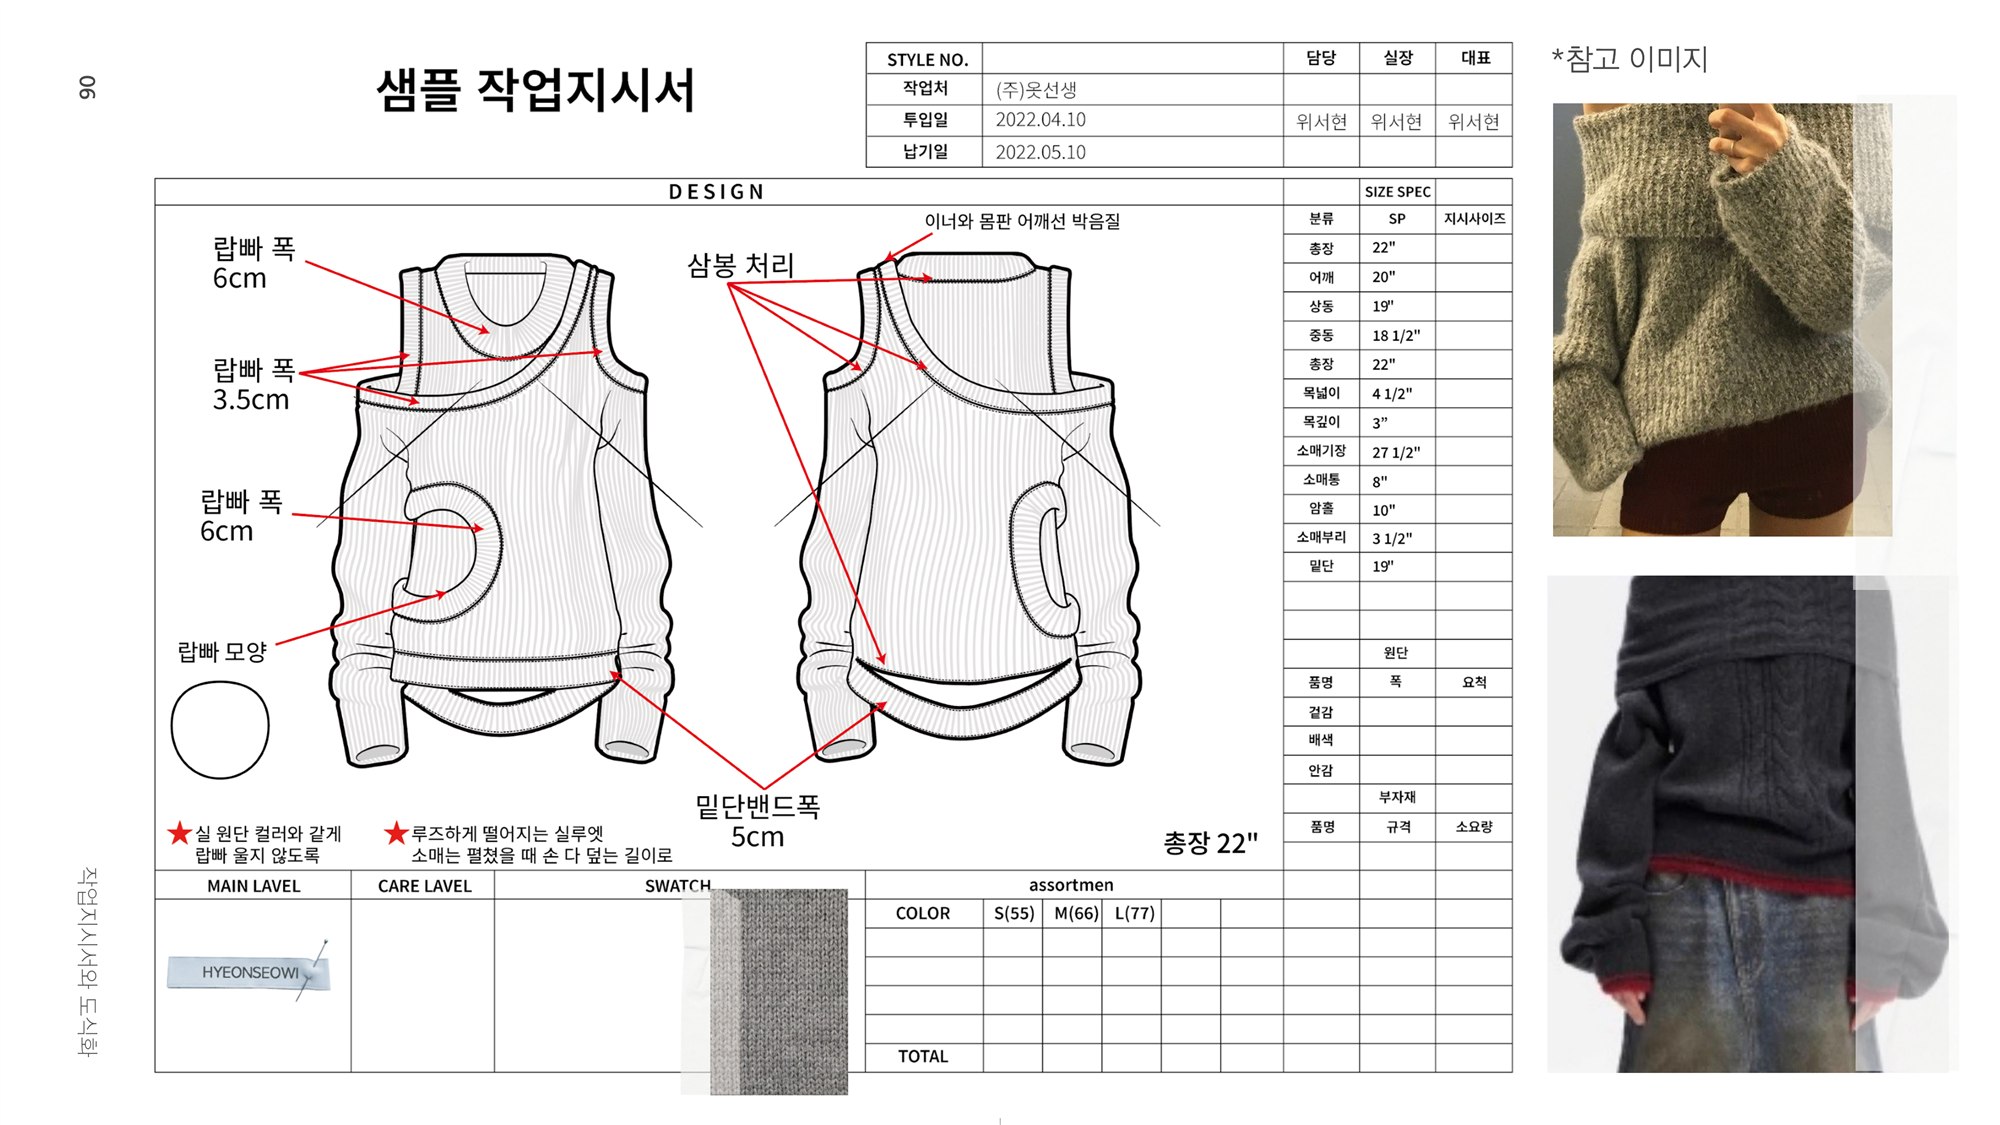 06
샘플 작업지시서
STYLE NO.
담당 실장 대표
작업처 (주)옷선생
투입일 2022.04.10 위서현 위서현 위서현
납기일 2022.05.10
*참고 이미지
DESIGN
이너와 몸판 어깨선 박음질
랍빠 폭
6cm
삼봉 처리
랍빠 폭
3.5cm
랍빠 폭
6cm
랍빠 모양
밑단밴드폭
5cm
★실 원단 컬러와 같게
랍빠 울지 않도록
★루즈하게 떨어지는 실루엣
소매는 펼쳤을 때 손 다 덮는 길이로
총장 22"
SIZE SPEC
분류 SP 지시사이즈
총장 22"
어깨 20"
상동 19"
중동 18 1/2"
총장 22"
목넓이 4 1/2"
목깊이 3”
소매기장 27 1/2"
소매통 8"
암홀 10"
소매부리 3 1/2"
밑단 19"
원단
품명 폭 요척
겉감
배색
안감
부자재
품명 규격 소요량
MAIN LAVEL CARE LAVEL SWATCH assortmen
COLOR S(55) M(66) L(77)
HYEONSEOWI
TOTAL
작업지시서와 도식화